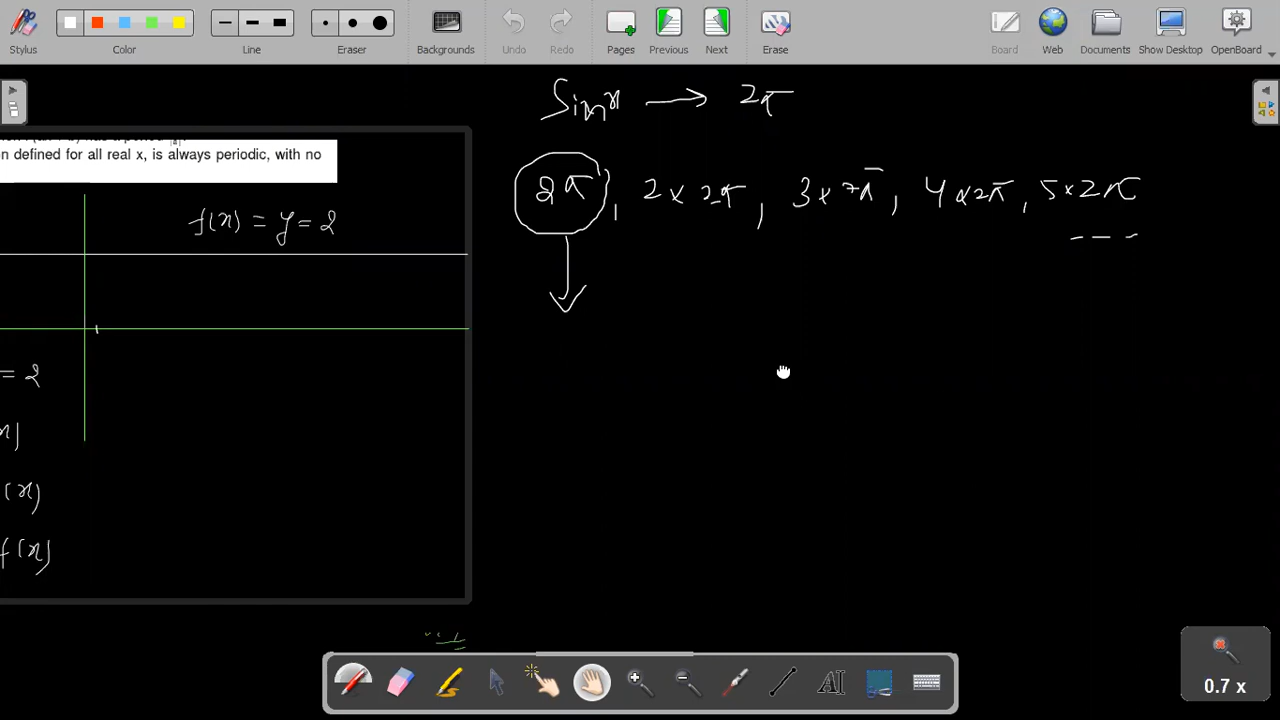 Stylus Color Line Eraser Backgrounds Undo Redo Pages Previous Next Erase Board Web Documents Show Desktop OpenBoard
Sin x → 2π
n defined for all real x, is always periodic, with no
f(x) = y = 2
2π, 2 × 2π, 3 × 2π, 4 × 2π, 5 × 2π
---
= 2
x)
(x)
f(x)
0.7 x